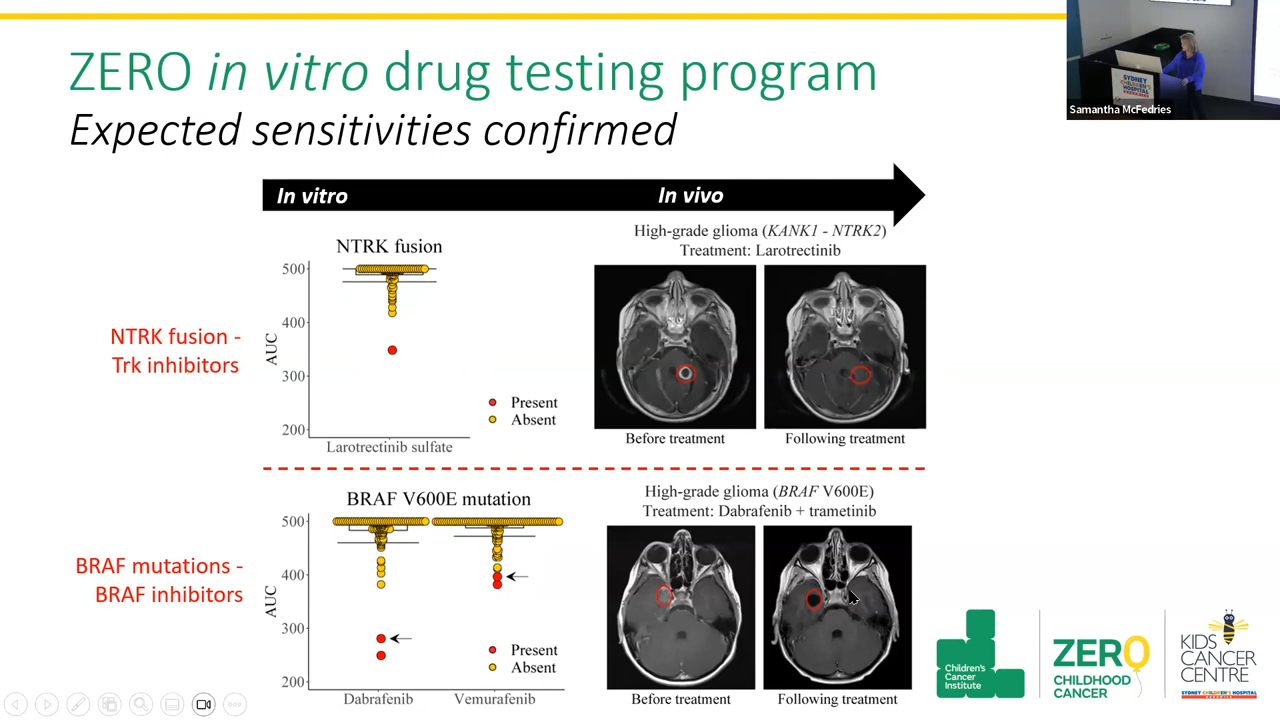 ZERO in vitro drug testing program
Expected sensitivities confirmed
Samantha McFedries
SYDNEY
CHILDREN'S
HOSPITAL
In vitro
In vivo
NTRK fusion -
Trk inhibitors
NTRK fusion
500
400
300
200
AUC
Present
Absent
Larotrectinib sulfate
High-grade glioma (KANK1 - NTRK2)
Treatment: Larotrectinib
Before treatment
Following treatment
BRAF mutations -
BRAF inhibitors
BRAF V600E mutation
500
400
300
200
AUC
Present
Absent
Dabrafenib
Vemurafenib
High-grade glioma (BRAF V600E)
Treatment: Dabrafenib + trametinib
Before treatment
Following treatment
Children's
Cancer
Institute
ZERO
CHILDHOOD
CANCER
KIDS
CANCER
CENTRE
SYDNEY CHILDREN'S HOSPITAL